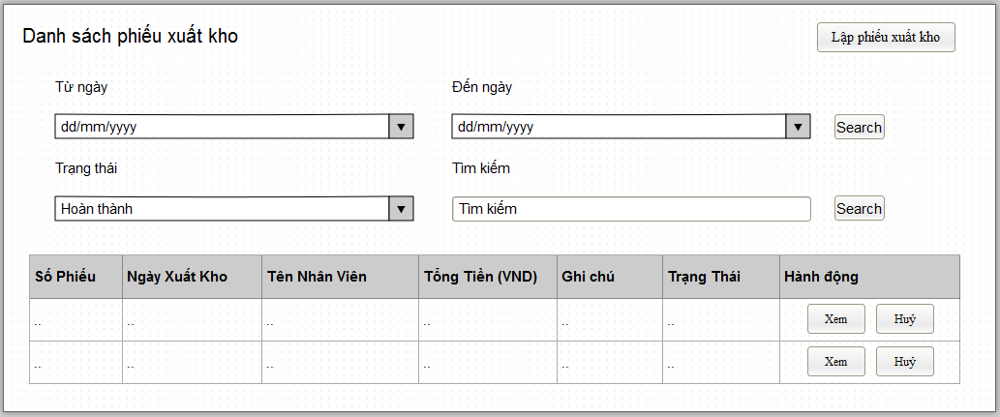 Danh sách phiếu xuất kho
Lập phiếu xuất kho
Từ ngày
Đến ngày
dd/mm/yyyy
dd/mm/yyyy
Search
Trạng thái
Tìm kiếm
Hoàn thành
Tìm kiếm
Search
Số Phiếu Ngày Xuất Kho Tên Nhân Viên Tổng Tiền (VND) Ghi chú Trạng Thái Hành động
.. .. .. .. .. .. Xem Huỷ
.. .. .. .. .. .. Xem Huỷ